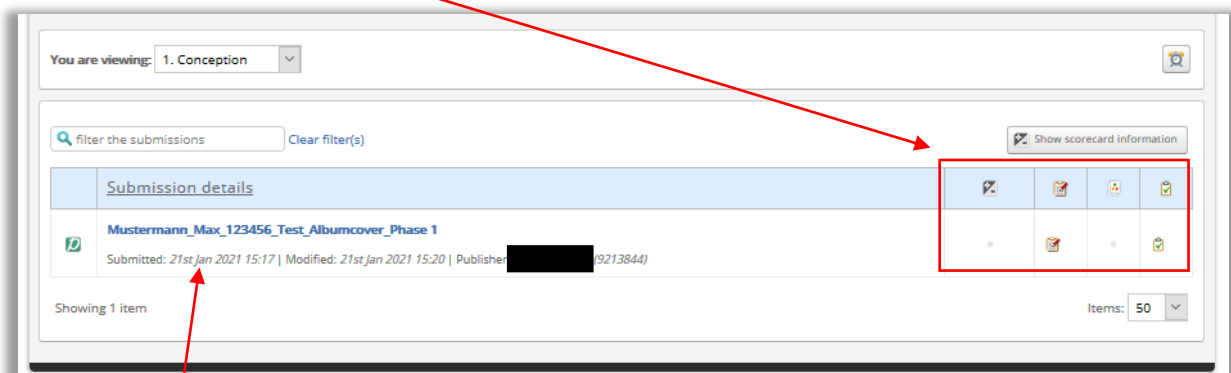 You are viewing: 1. Conception
filter the submissions Clear filter(s) Show scorecard information
Submission details
Mustermann_Max_123456_Test_Albumcover_Phase 1
Submitted: 21st Jan 2021 15:17 | Modified: 21st Jan 2021 15:20 | Publisher (9213844)
Showing 1 item Items: 50